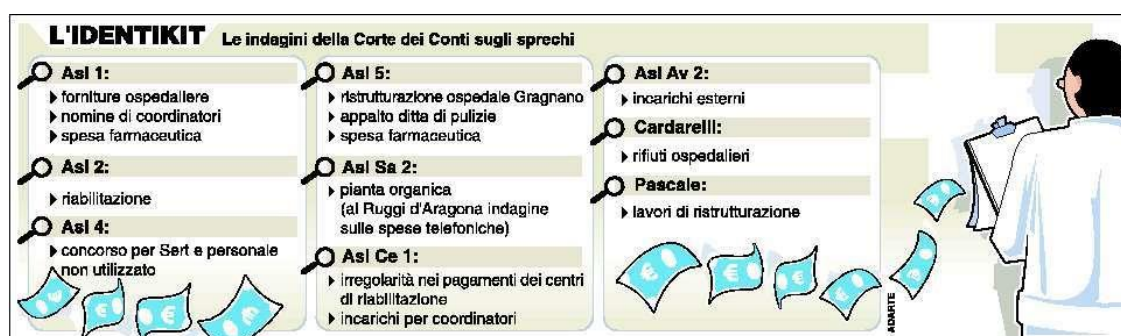 L'IDENTIKIT Le indagini della Corte dei Conti sugli sprechi
Asl 1:
forniture ospedaliere
nomine di coordinatori
spesa farmaceutica
Asl 2:
riabilitazione
Asl 4:
concorso per Sert e personale
non utilizzato
Asl 5:
ristrutturazione ospedale Gragnano
appalto ditta di pulizie
spesa farmaceutica
Asl Sa 2:
pianta organica
(al Ruggi d'Aragona indagine
sulle spese telefoniche)
Asl Ce 1:
irregolarità nei pagamenti dei centri
di riabilitazione
incarichi per coordinatori
Asl Av 2:
incarichi esterni
Cardarelli:
rifiuti ospedalieri
Pascale:
lavori di ristrutturazione
ADARTE